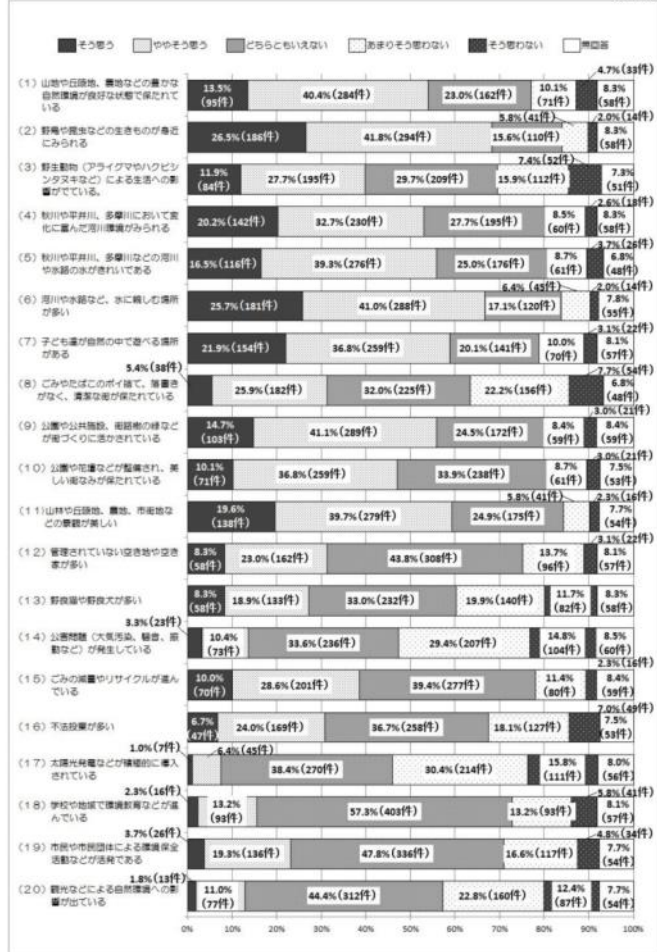 そう思う ややそう思う どちらともいえない あまりそう思わない そう思わない 無回答
(1) 山地や丘陵地、農地などの豊かな
自然環境が良好な状態で保たれて
いる
13.5%
(95件)
40.4%(284件)
23.0%(162件)
10.1%
(71件)
4.7%(33件)
8.3%
(58件)
(2) 野鳥や昆虫などの生きものが身近
にみられる
26.5%(186件)
41.8%(294件)
15.6%(110件)
5.8%(41件)
2.0%(14件)
8.3%
(58件)
(3) 野生動物(アライグマやハクビシ
ンタヌキなど)による生活への影
響がでている。
11.9%
(84件)
27.7%(195件)
29.7%(209件)
15.9%(112件)
7.4%(52件)
7.3%
(51件)
(4) 秋川や平井川、多摩川において変
化に富んだ河川環境がみられる
20.2%(142件)
32.7%(230件)
27.7%(195件)
8.5%
(60件)
2.6%(18件)
8.3%
(58件)
(5) 秋川や平井川、多摩川などの河川
や水路の水がきれいである
16.5%(116件)
39.3%(276件)
25.0%(176件)
8.7%
(61件)
3.7%(26件)
6.8%
(48件)
(6) 河川や水路など、水に親しむ場所
が多い
25.7%(181件)
41.0%(288件)
17.1%(120件)
6.4%(45件)
2.0%(14件)
7.8%
(55件)
(7) 子ども達が自然の中で遊べる場所
がある
21.9%(154件)
36.8%(259件)
20.1%(141件)
10.0%
(70件)
3.1%(22件)
8.1%
(57件)
(8) ごみやたばこのポイ捨て、落書き
がなく、清潔な街が保たれている
5.4%(38件)
25.9%(182件)
32.0%(225件)
22.2%(156件)
7.7%(54件)
6.8%
(48件)
(9) 公園や公共施設、街路樹の緑など
が街づくりに活かされている
14.7%
(103件)
41.1%(289件)
24.5%(172件)
8.4%
(59件)
3.0%(21件)
8.4%
(59件)
(10) 公園や花壇などが整備され、美
しい街なみが保たれている
10.1%
(71件)
36.8%(259件)
33.9%(238件)
8.7%
(61件)
3.0%(21件)
7.5%
(53件)
(11) 山林や丘陵地、農地、市街地な
どの景観が美しい
19.6%
(138件)
39.7%(279件)
24.9%(175件)
5.8%(41件)
2.3%(16件)
7.7%
(54件)
(12) 管理されていない空き地や空き
家が多い
8.3%
(58件)
23.0%(162件)
43.8%(308件)
13.7%
(96件)
3.1%(22件)
8.1%
(57件)
(13) 野良猫や野良犬が多い
8.3%
(58件)
18.9%(133件)
33.0%(232件)
19.9%(140件)
11.7%
(82件)
8.3%
(58件)
(14) 公害問題(大気汚染、騒音、振
動など)が発生している
3.3%(23件)
10.4%
(73件)
33.6%(236件)
29.4%(207件)
14.8%
(104件)
8.5%
(60件)
(15) ごみの減量やリサイクルが進ん
でいる
10.0%
(70件)
28.6%(201件)
39.4%(277件)
11.4%
(80件)
2.3%(16件)
8.4%
(59件)
(16) 不法投棄が多い
6.7%
(47件)
24.0%(169件)
36.7%(258件)
18.1%(127件)
7.0%(49件)
7.5%
(53件)
(17) 太陽光発電などが積極的に導入
されている
1.0%(7件)
6.4%(45件)
38.4%(270件)
30.4%(214件)
15.8%
(111件)
8.0%
(56件)
(18) 学校や地域で環境教育などが進
んでいる
2.3%(16件)
13.2%
(93件)
57.3%(403件)
13.2%(93件)
5.8%(41件)
8.1%
(57件)
(19) 市民や市民団体による環境保全
活動などが活発である
3.7%(26件)
19.3%(136件)
47.8%(336件)
16.6%(117件)
4.8%(34件)
7.7%
(54件)
(20) 観光などによる自然環境への影
響が出ている
1.8%(13件)
11.0%
(77件)
44.4%(312件)
22.8%(160件)
12.4%
(87件)
7.7%
(54件)
0% 10% 20% 30% 40% 50% 60% 70% 80% 90% 100%